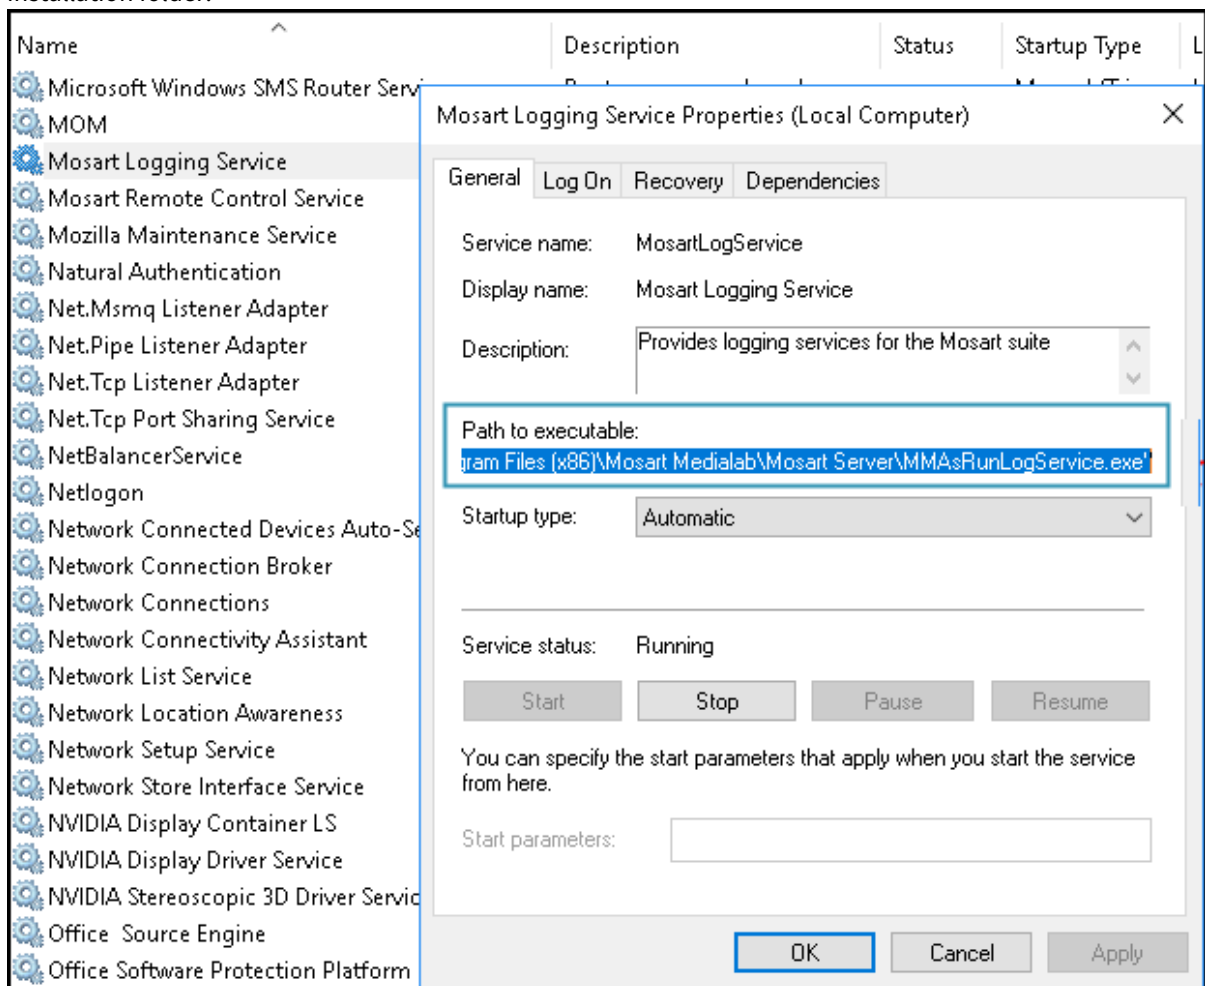 Name Description Status Startup Type L
Microsoft Windows SMS Router Serv
MOM
Mosart Logging Service
Mosart Remote Control Service
Mozilla Maintenance Service
Natural Authentication
Net.Msmq Listener Adapter
Net.Pipe Listener Adapter
Net.Tcp Listener Adapter
Net.Tcp Port Sharing Service
NetBalancerService
Netlogon
Network Connected Devices Auto-Se
Network Connection Broker
Network Connections
Network Connectivity Assistant
Network List Service
Network Location Awareness
Network Setup Service
Network Store Interface Service
NVIDIA Display Container LS
NVIDIA Display Driver Service
NVIDIA Stereoscopic 3D Driver Servic
Office Source Engine
Office Software Protection Platform
Mosart Logging Service Properties (Local Computer)
General Log On Recovery Dependencies
Service name: MosartLogService
Display name: Mosart Logging Service
Description: Provides logging services for the Mosart suite
Path to executable:
gram Files (x86)\Mosart Medialab\Mosart Server\MMAsRunLogService.exe"
Startup type: Automatic
Service status: Running
Start Stop Pause Resume
You can specify the start parameters that apply when you start the service
from here.
Start parameters:
OK Cancel Apply